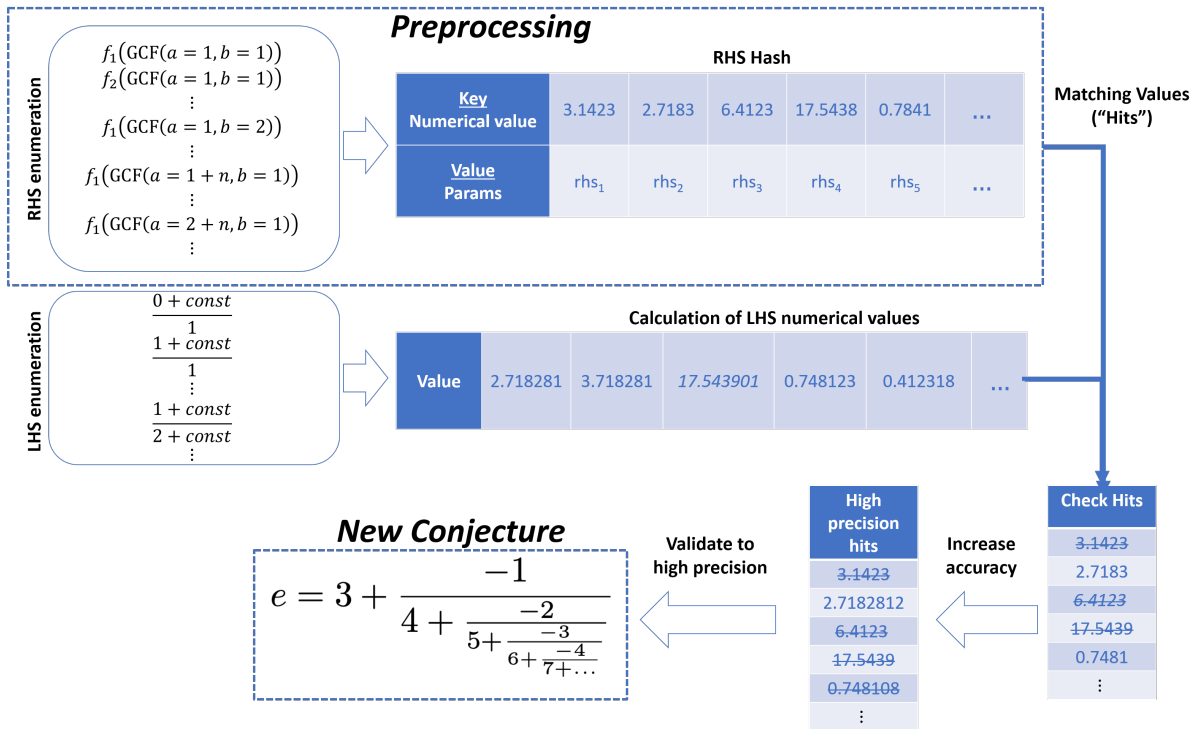 Preprocessing
RHS enumeration
f₁(GCF(a = 1, b = 1))
f₂(GCF(a = 1, b = 1))
⋮
f₁(GCF(a = 1, b = 2))
⋮
f₁(GCF(a = 1 + n, b = 1))
⋮
f₁(GCF(a = 2 + n, b = 1))
⋮
RHS Hash
Key
Numerical value
3.1423 2.7183 6.4123 17.5438 0.7841 ...
Value
Params
rhs₁ rhs₂ rhs₃ rhs₄ rhs₅ ...
Matching Values
("Hits")
LHS enumeration
0 + const
1
1 + const
1
⋮
1 + const
2 + const
⋮
Calculation of LHS numerical values
Value 2.718281 3.718281 17.543901 0.748123 0.412318 ...
Check Hits
3.1423
2.7183
6.4123
17.5439
0.7481
⋮
Increase
accuracy
High
precision
hits
3.1423
2.7182812
6.4123
17.5439
0.748108
⋮
Validate to
high precision
New Conjecture
e = 3 + -1
4 + -2
5+ -3
6+ -4
7+...